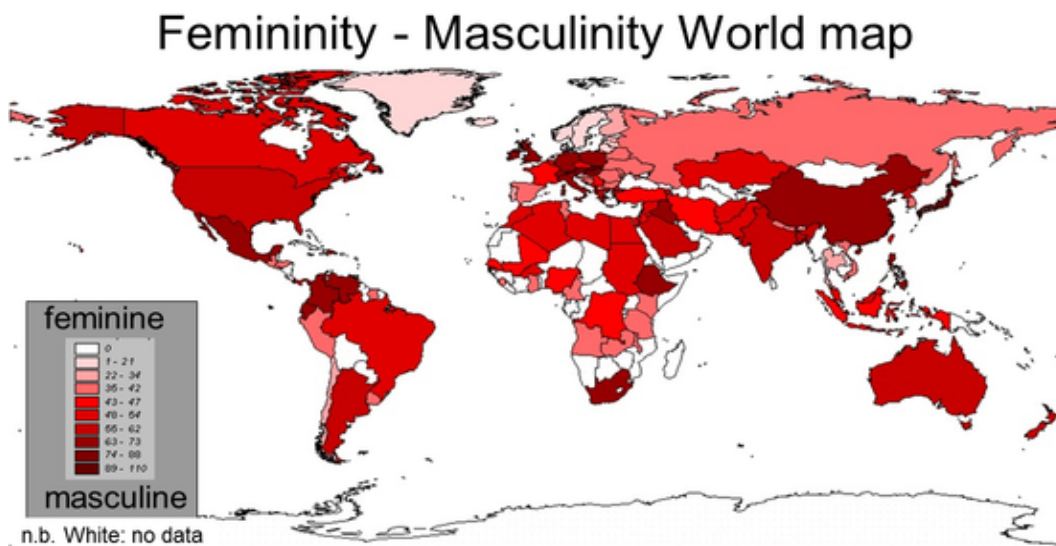 Femininity - Masculinity World map
feminine
0
1 - 21
22 - 34
35 - 42
43 - 47
48 - 54
55 - 62
63 - 73
74 - 88
89 - 110
masculine
n.b. White: no data